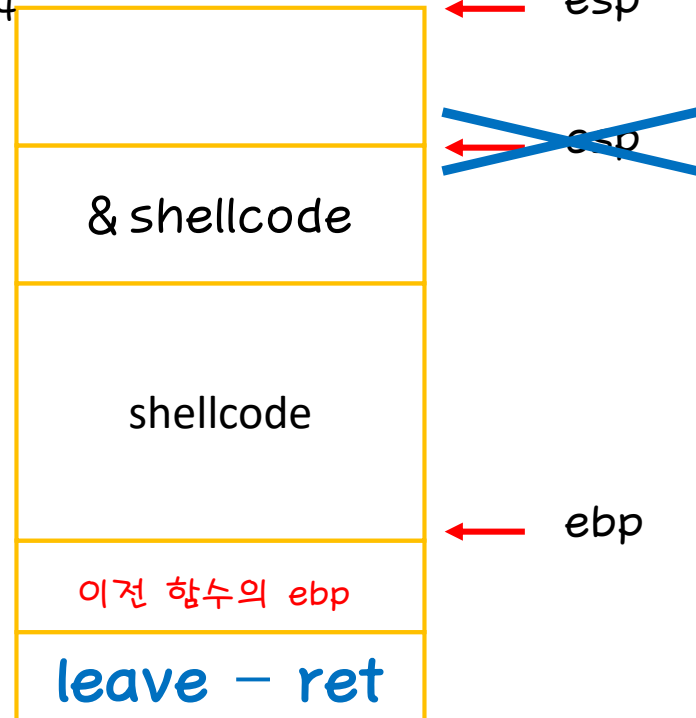 esp
esp
& shellcode
shellcode
ebp
이전 함수의 ebp
leave - ret